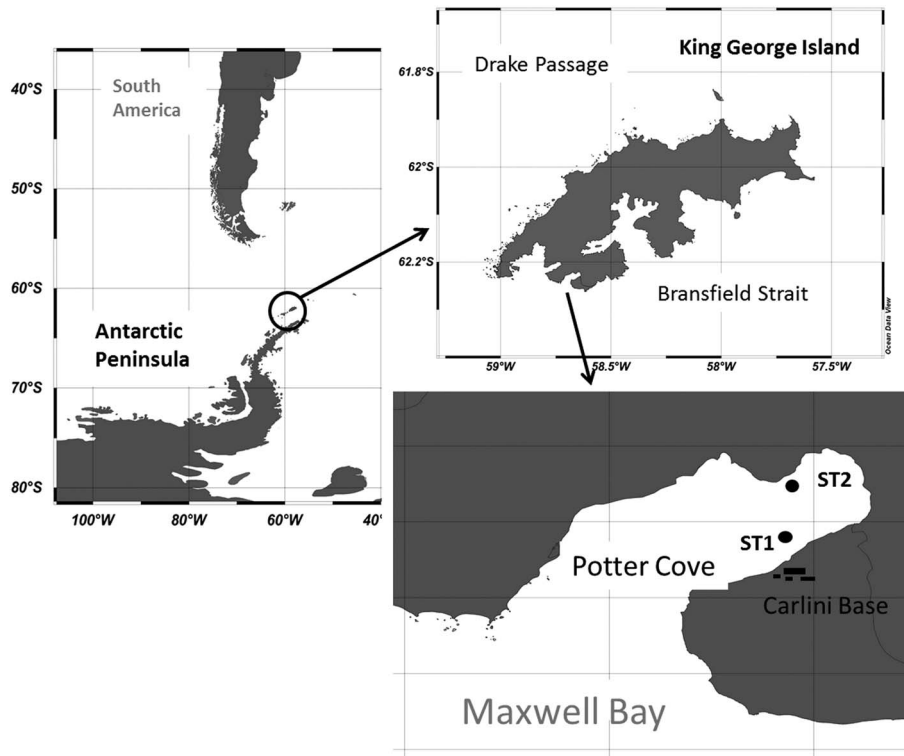 South
America
40°S
50°S
60°S
70°S
80°S
Antarctic
Peninsula
100°W
80°W
60°W
40°
King George Island
Drake Passage
61.8°S
62°S
62.2°S
Bransfield Strait
Ocean Data View
59°W
58.5°W
58°W
57.5°W
ST2
ST1
Potter Cove
Carlini Base
Maxwell Bay